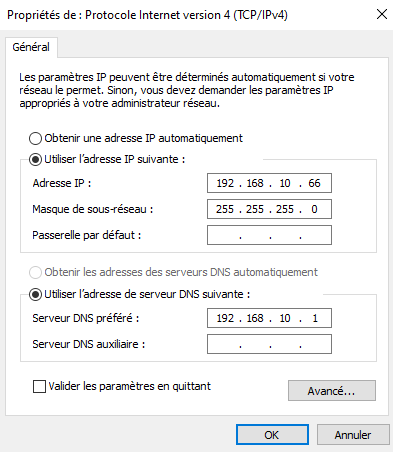 Propriétés de : Protocole Internet version 4 (TCP/IPv4)
Général
Les paramètres IP peuvent être déterminés automatiquement si votre
réseau le permet. Sinon, vous devez demander les paramètres IP
appropriés à votre administrateur réseau.
Obtenir une adresse IP automatiquement
Utiliser l'adresse IP suivante :
Adresse IP : 192 . 168 . 10 . 66
Masque de sous-réseau : 255 . 255 . 255 . 0
Passerelle par défaut : . . .
Obtenir les adresses des serveurs DNS automatiquement
Utiliser l'adresse de serveur DNS suivante :
Serveur DNS préféré : 192 . 168 . 10 . 1
Serveur DNS auxiliaire : . . .
Valider les paramètres en quittant
Avancé...
OK Annuler